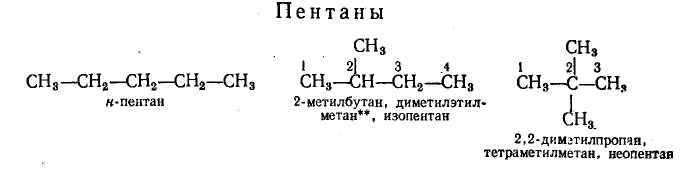 Пентаны
CH₃—CH₂—CH₂—CH₂—CH₃
н-пентан
CH₃
1 2 3 4
CH₃—CH—CH₂—CH₃
2-метилбутан, диметилэтил-
метан**, изопентан
CH₃
1 2 3
CH₃—C—CH₃
CH₃
2,2-диметилпропан,
тетраметилметан, неопентан